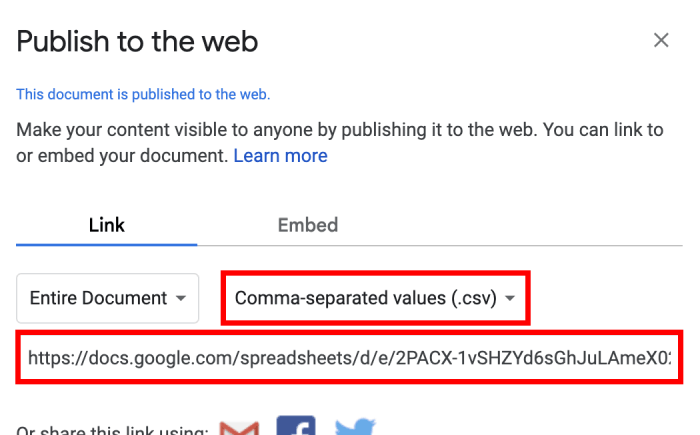 Publish to the web
This document is published to the web.
Make your content visible to anyone by publishing it to the web. You can link to
or embed your document. Learn more
Link Embed
Entire Document Comma-separated values (.csv)
https://docs.google.com/spreadsheets/d/e/2PACX-1vSHZYd6sGhJuLAmeX0
Or share this link using: